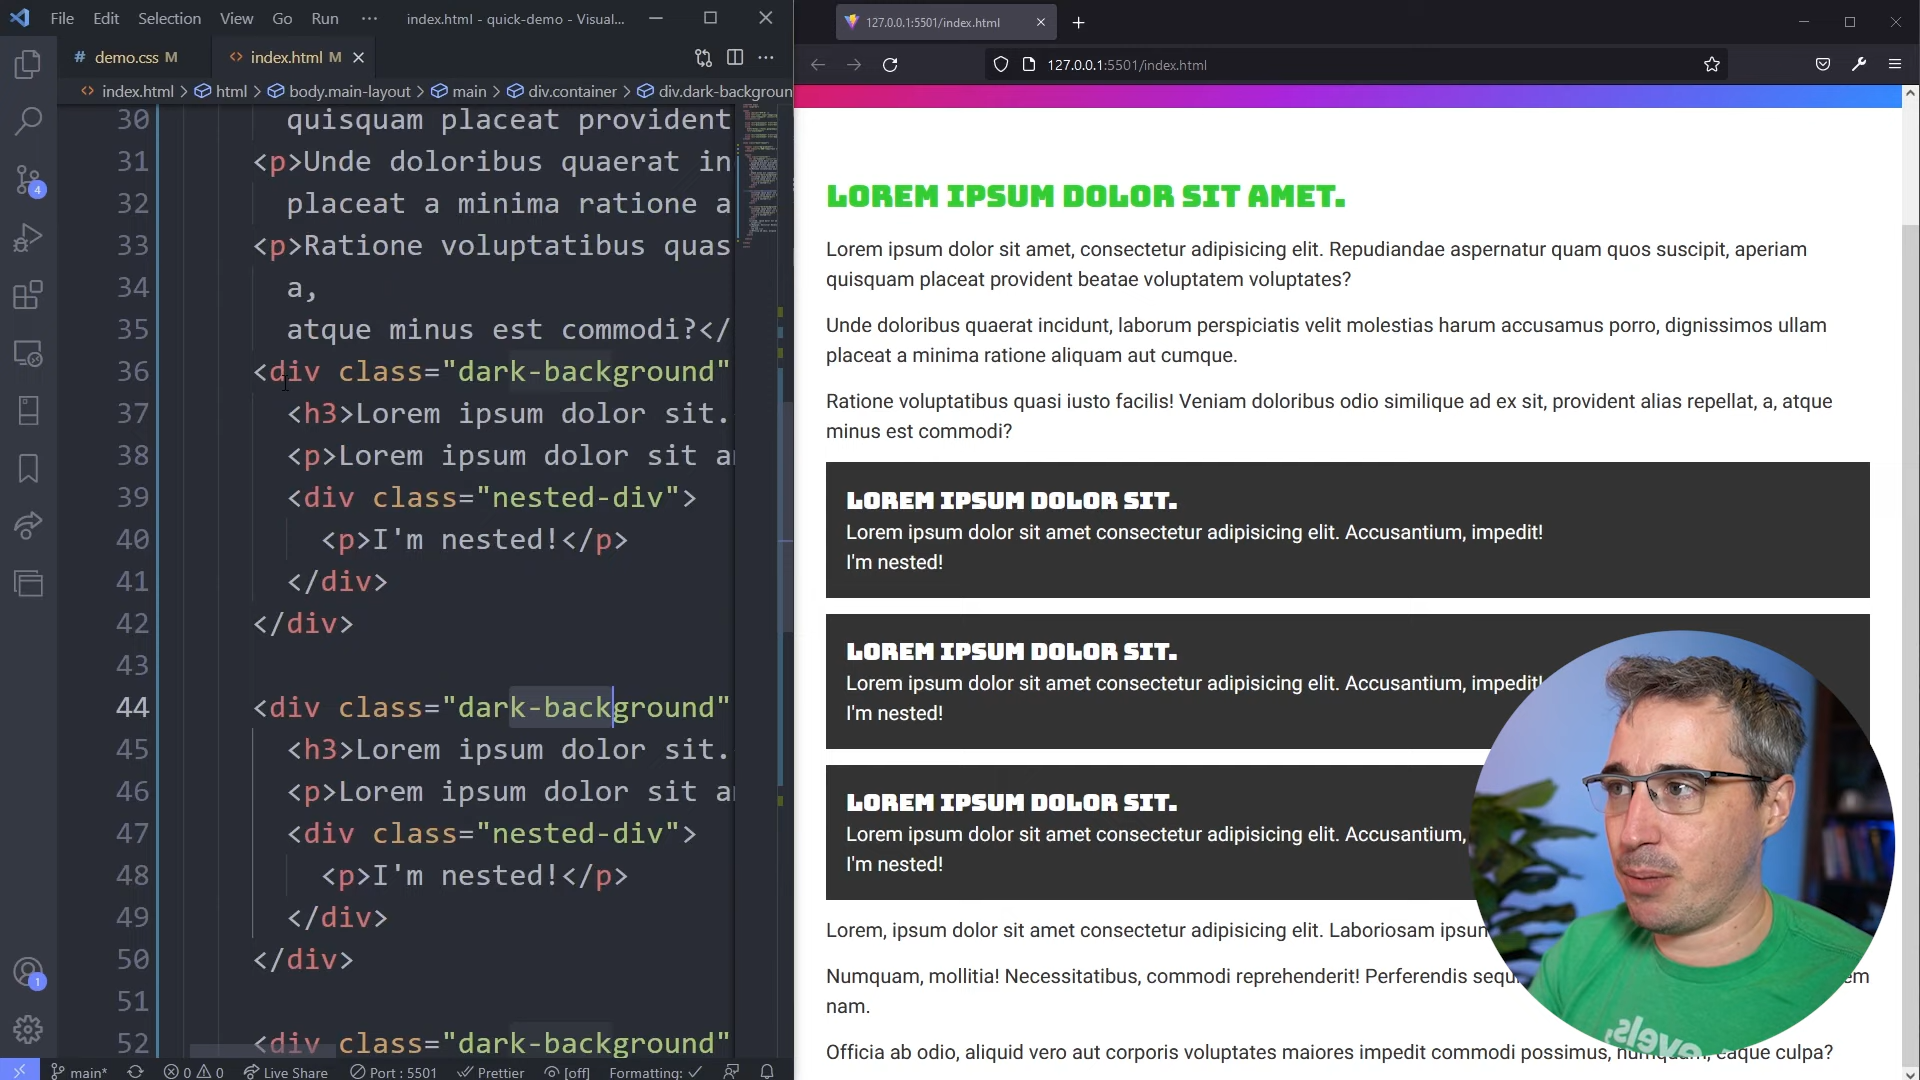 File Edit Selection View Go Run ··· index.html - quick-demo - Visual...
# demo.css M <> index.html M
<> index.html > html > body.main-layout > main > div.container > div.dark-backgroun
30 quisquam placeat provident
31 <p>Unde doloribus quaerat in
32 placeat a minima ratione a
33 <p>Ratione voluptatibus quas
34 a,
35 atque minus est commodi?</
36 <div class="dark-background"
37 <h3>Lorem ipsum dolor sit.
38 <p>Lorem ipsum dolor sit a
39 <div class="nested-div">
40 <p>I'm nested!</p>
41 </div>
42 </div>
43
44 <div class="dark-background"
45 <h3>Lorem ipsum dolor sit.
46 <p>Lorem ipsum dolor sit a
47 <div class="nested-div">
48 <p>I'm nested!</p>
49 </div>
50 </div>
51
52 <div class="dark-background"
4
1
main* 0 0 Live Share Port : 5501 Prettier [off] Formatting:
127.0.0.1:5501/index.html
127.0.0.1:5501/index.html
LOREM IPSUM DOLOR SIT AMET.
Lorem ipsum dolor sit amet, consectetur adipisicing elit. Repudiandae aspernatur quam quos suscipit, aperiam
quisquam placeat provident beatae voluptatem voluptates?
Unde doloribus quaerat incidunt, laborum perspiciatis velit molestias harum accusamus porro, dignissimos ullam
placeat a minima ratione aliquam aut cumque.
Ratione voluptatibus quasi iusto facilis! Veniam doloribus odio similique ad ex sit, provident alias repellat, a, atque
minus est commodi?
LOREM IPSUM DOLOR SIT.
Lorem ipsum dolor sit amet consectetur adipisicing elit. Accusantium, impedit!
I'm nested!
LOREM IPSUM DOLOR SIT.
Lorem ipsum dolor sit amet consectetur adipisicing elit. Accusantium, impedit!
I'm nested!
LOREM IPSUM DOLOR SIT.
Lorem ipsum dolor sit amet consectetur adipisicing elit. Accusantium,
I'm nested!
Lorem, ipsum dolor sit amet consectetur adipisicing elit. Laboriosam ipsun
Numquam, mollitia! Necessitatibus, commodi reprehenderit! Perferendis sequ em
nam.
Officia ab odio, aliquid vero aut corporis voluptates maiores impedit commodi possimus, numquam, eaque culpa?